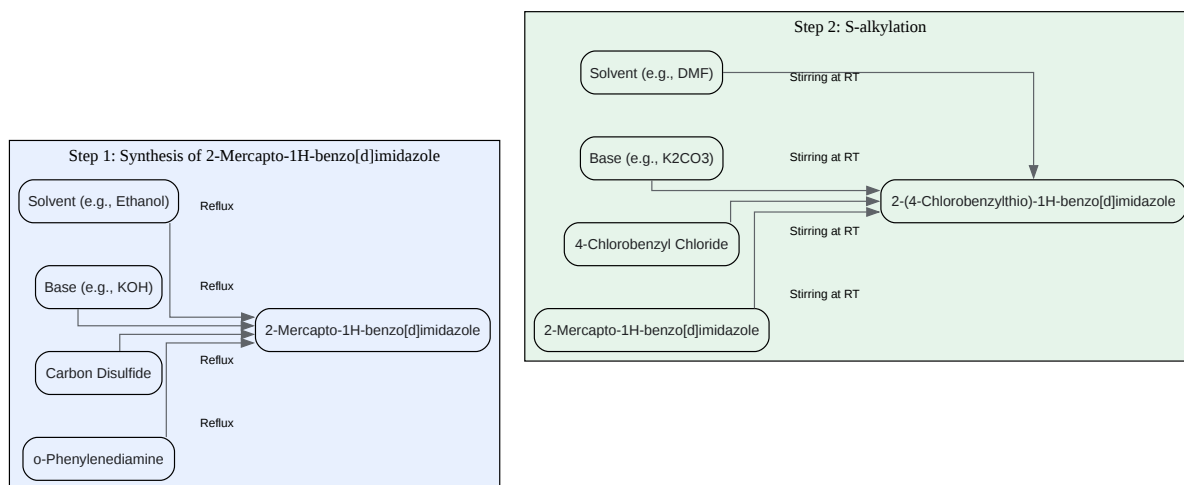 Step 1: Synthesis of 2-Mercapto-1H-benzo[d]imidazole
Solvent (e.g., Ethanol)
Reflux
Base (e.g., KOH)
Reflux
2-Mercapto-1H-benzo[d]imidazole
Carbon Disulfide
Reflux
o-Phenylenediamine
Reflux
Step 2: S-alkylation
Solvent (e.g., DMF)
Stirring at RT
Base (e.g., K2CO3)
Stirring at RT
2-(4-Chlorobenzylthio)-1H-benzo[d]imidazole
4-Chlorobenzyl Chloride
Stirring at RT
2-Mercapto-1H-benzo[d]imidazole
Stirring at RT